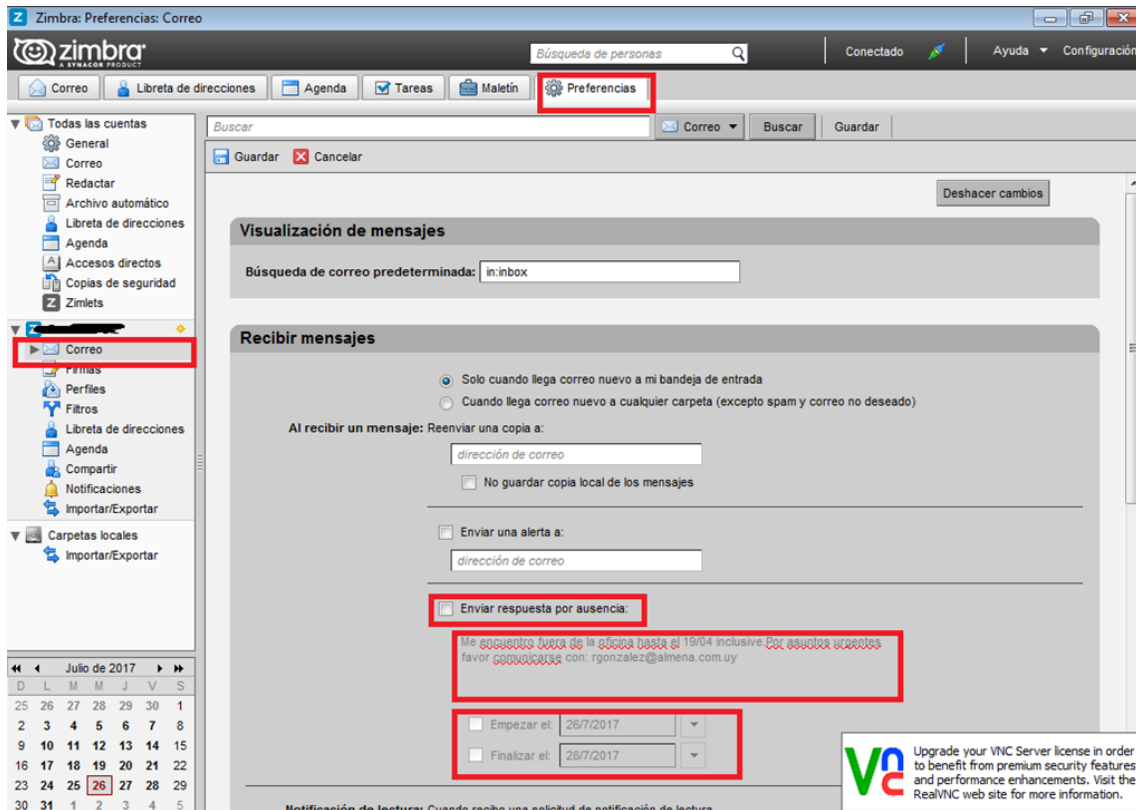 Zimbra: Preferencias: Correo
zimbra
A SYNACOR PRODUCT
Búsqueda de personas
Conectado
Ayuda
Configuración
Correo
Libreta de direcciones
Agenda
Tareas
Maletín
Preferencias
Todas las cuentas
General
Correo
Redactar
Archivo automático
Libreta de direcciones
Agenda
Accesos directos
Copias de seguridad
Zimlets
Correo
Firmas
Perfiles
Filtros
Libreta de direcciones
Agenda
Compartir
Notificaciones
Importar/Exportar
Carpetas locales
Importar/Exportar
Julio de 2017
D L M M J V S
25 26 27 28 29 30 1
2 3 4 5 6 7 8
9 10 11 12 13 14 15
16 17 18 19 20 21 22
23 24 25 26 27 28 29
30 31 1 2 3 4 5
Buscar
Correo
Buscar
Guardar
Guardar
Cancelar
Deshacer cambios
Visualización de mensajes
Búsqueda de correo predeterminada: in:inbox
Recibir mensajes
Solo cuando llega correo nuevo a mi bandeja de entrada
Cuando llega correo nuevo a cualquier carpeta (excepto spam y correo no deseado)
Al recibir un mensaje: Reenviar una copia a:
dirección de correo
No guardar copia local de los mensajes
Enviar una alerta a:
dirección de correo
Enviar respuesta por ausencia:
Me encuentro fuera de la oficina hasta el 19/04 inclusive.Por asuntos urgentes
favor comunicarse con: rgonzalez@almena.com.uy
Empezar el: 26/7/2017
Finalizar el: 28/7/2017
Notificación de lectura: Cuando recibo una solicitud de notificación de lectura
Upgrade your VNC Server license in order
to benefit from premium security features
and performance enhancements. Visit the
RealVNC web site for more information.